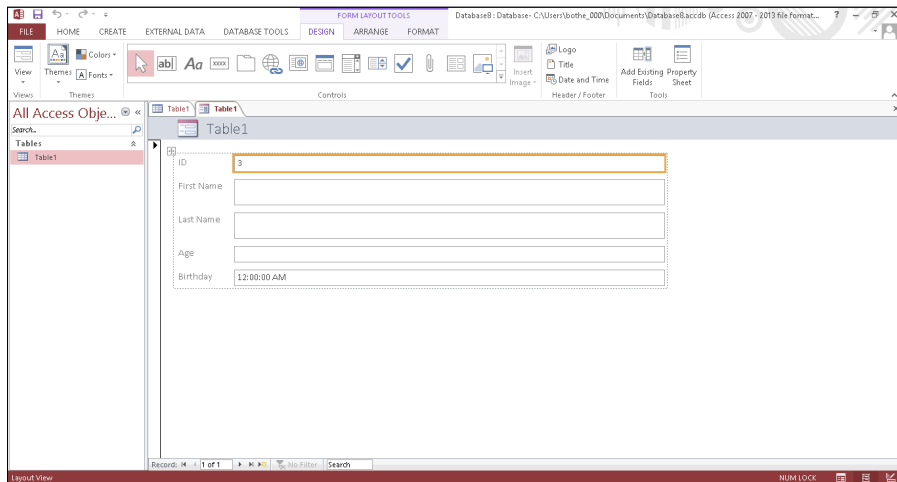 FORM LAYOUT TOOLS
Database8 : Database- C:\Users\bothe_000\Documents\Database8.accdb (Access 2007 - 2013 file format...
FILE HOME CREATE EXTERNAL DATA DATABASE TOOLS DESIGN ARRANGE FORMAT
View
Themes
Colors
Aa
A Fonts
ab|
Aa
xxxx
Insert
Image
Logo
Title
Date and Time
Add Existing
Fields
Property
Sheet
Views Themes Controls Header / Footer Tools
All Access Obje...
Search..
Tables
Table1
Table1 Table1
Table1
ID 3
First Name
Last Name
Age
Birthday 12:00:00 AM
Record: 1 of 1 No Filter Search
Layout View NUM LOCK